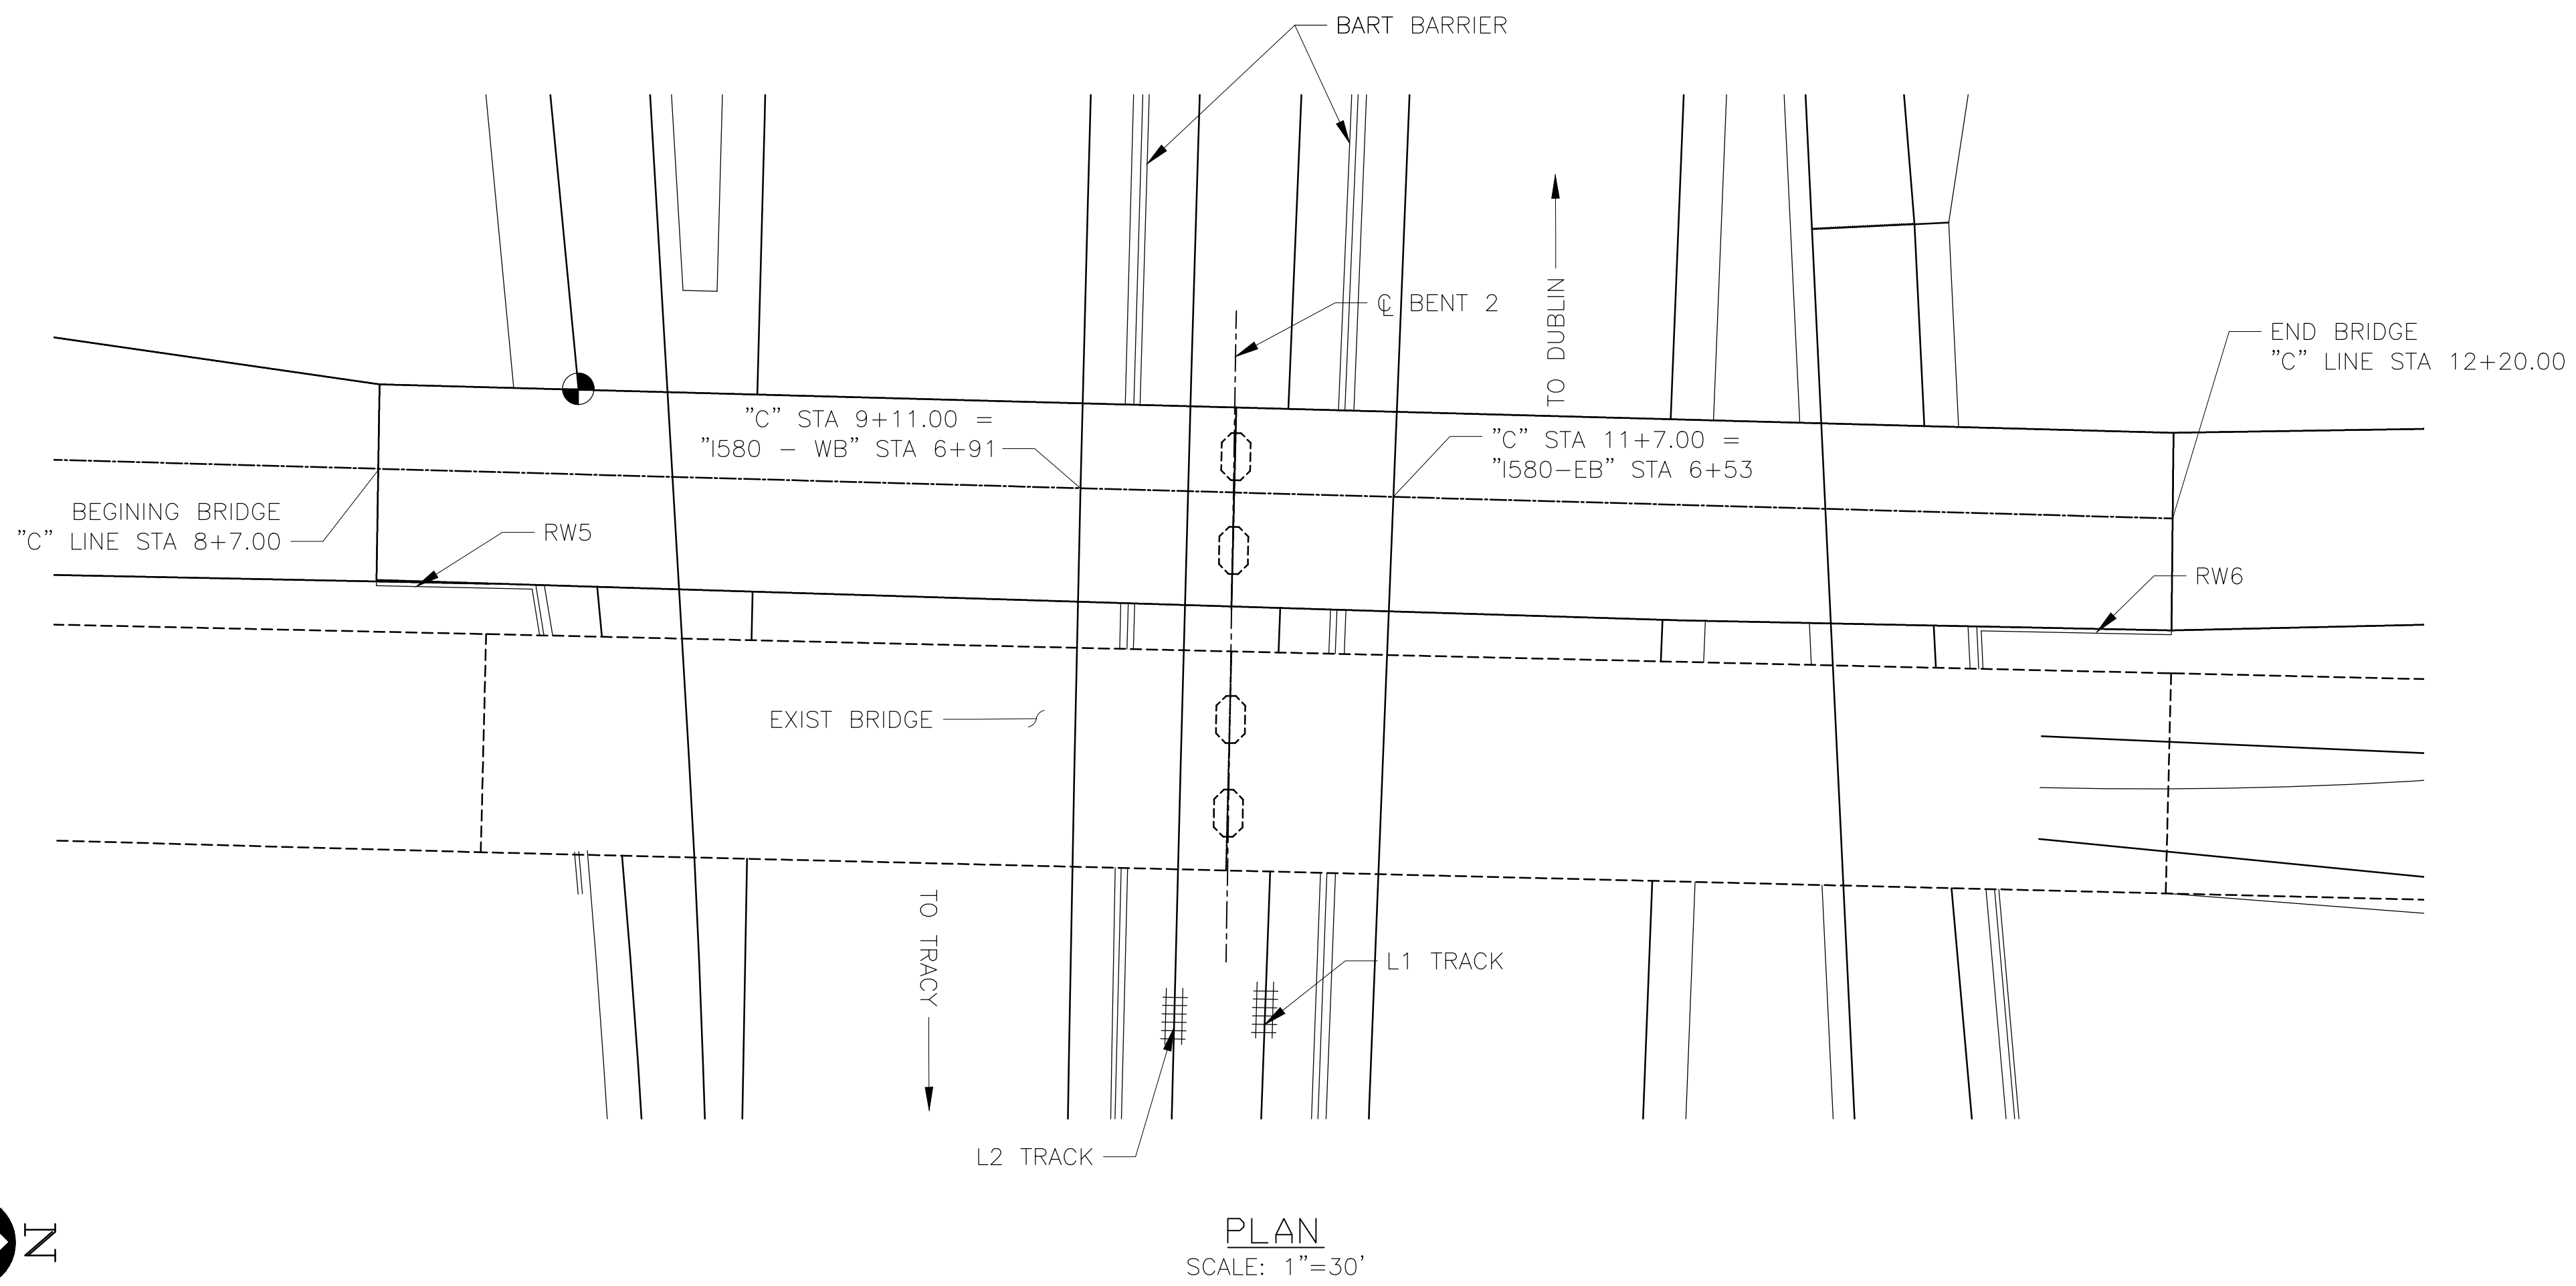 BART BARRIER
℄ BENT 2
TO DUBLIN
END BRIDGE
"C" LINE STA 12+20.00
"C" STA 9+11.00 =
"I580 - WB" STA 6+91
"C" STA 11+7.00 =
"I580-EB" STA 6+53
BEGINING BRIDGE
"C" LINE STA 8+7.00
RW5
RW6
EXIST BRIDGE
TO TRACY
L1 TRACK
L2 TRACK
N
PLAN
SCALE: 1"=30'